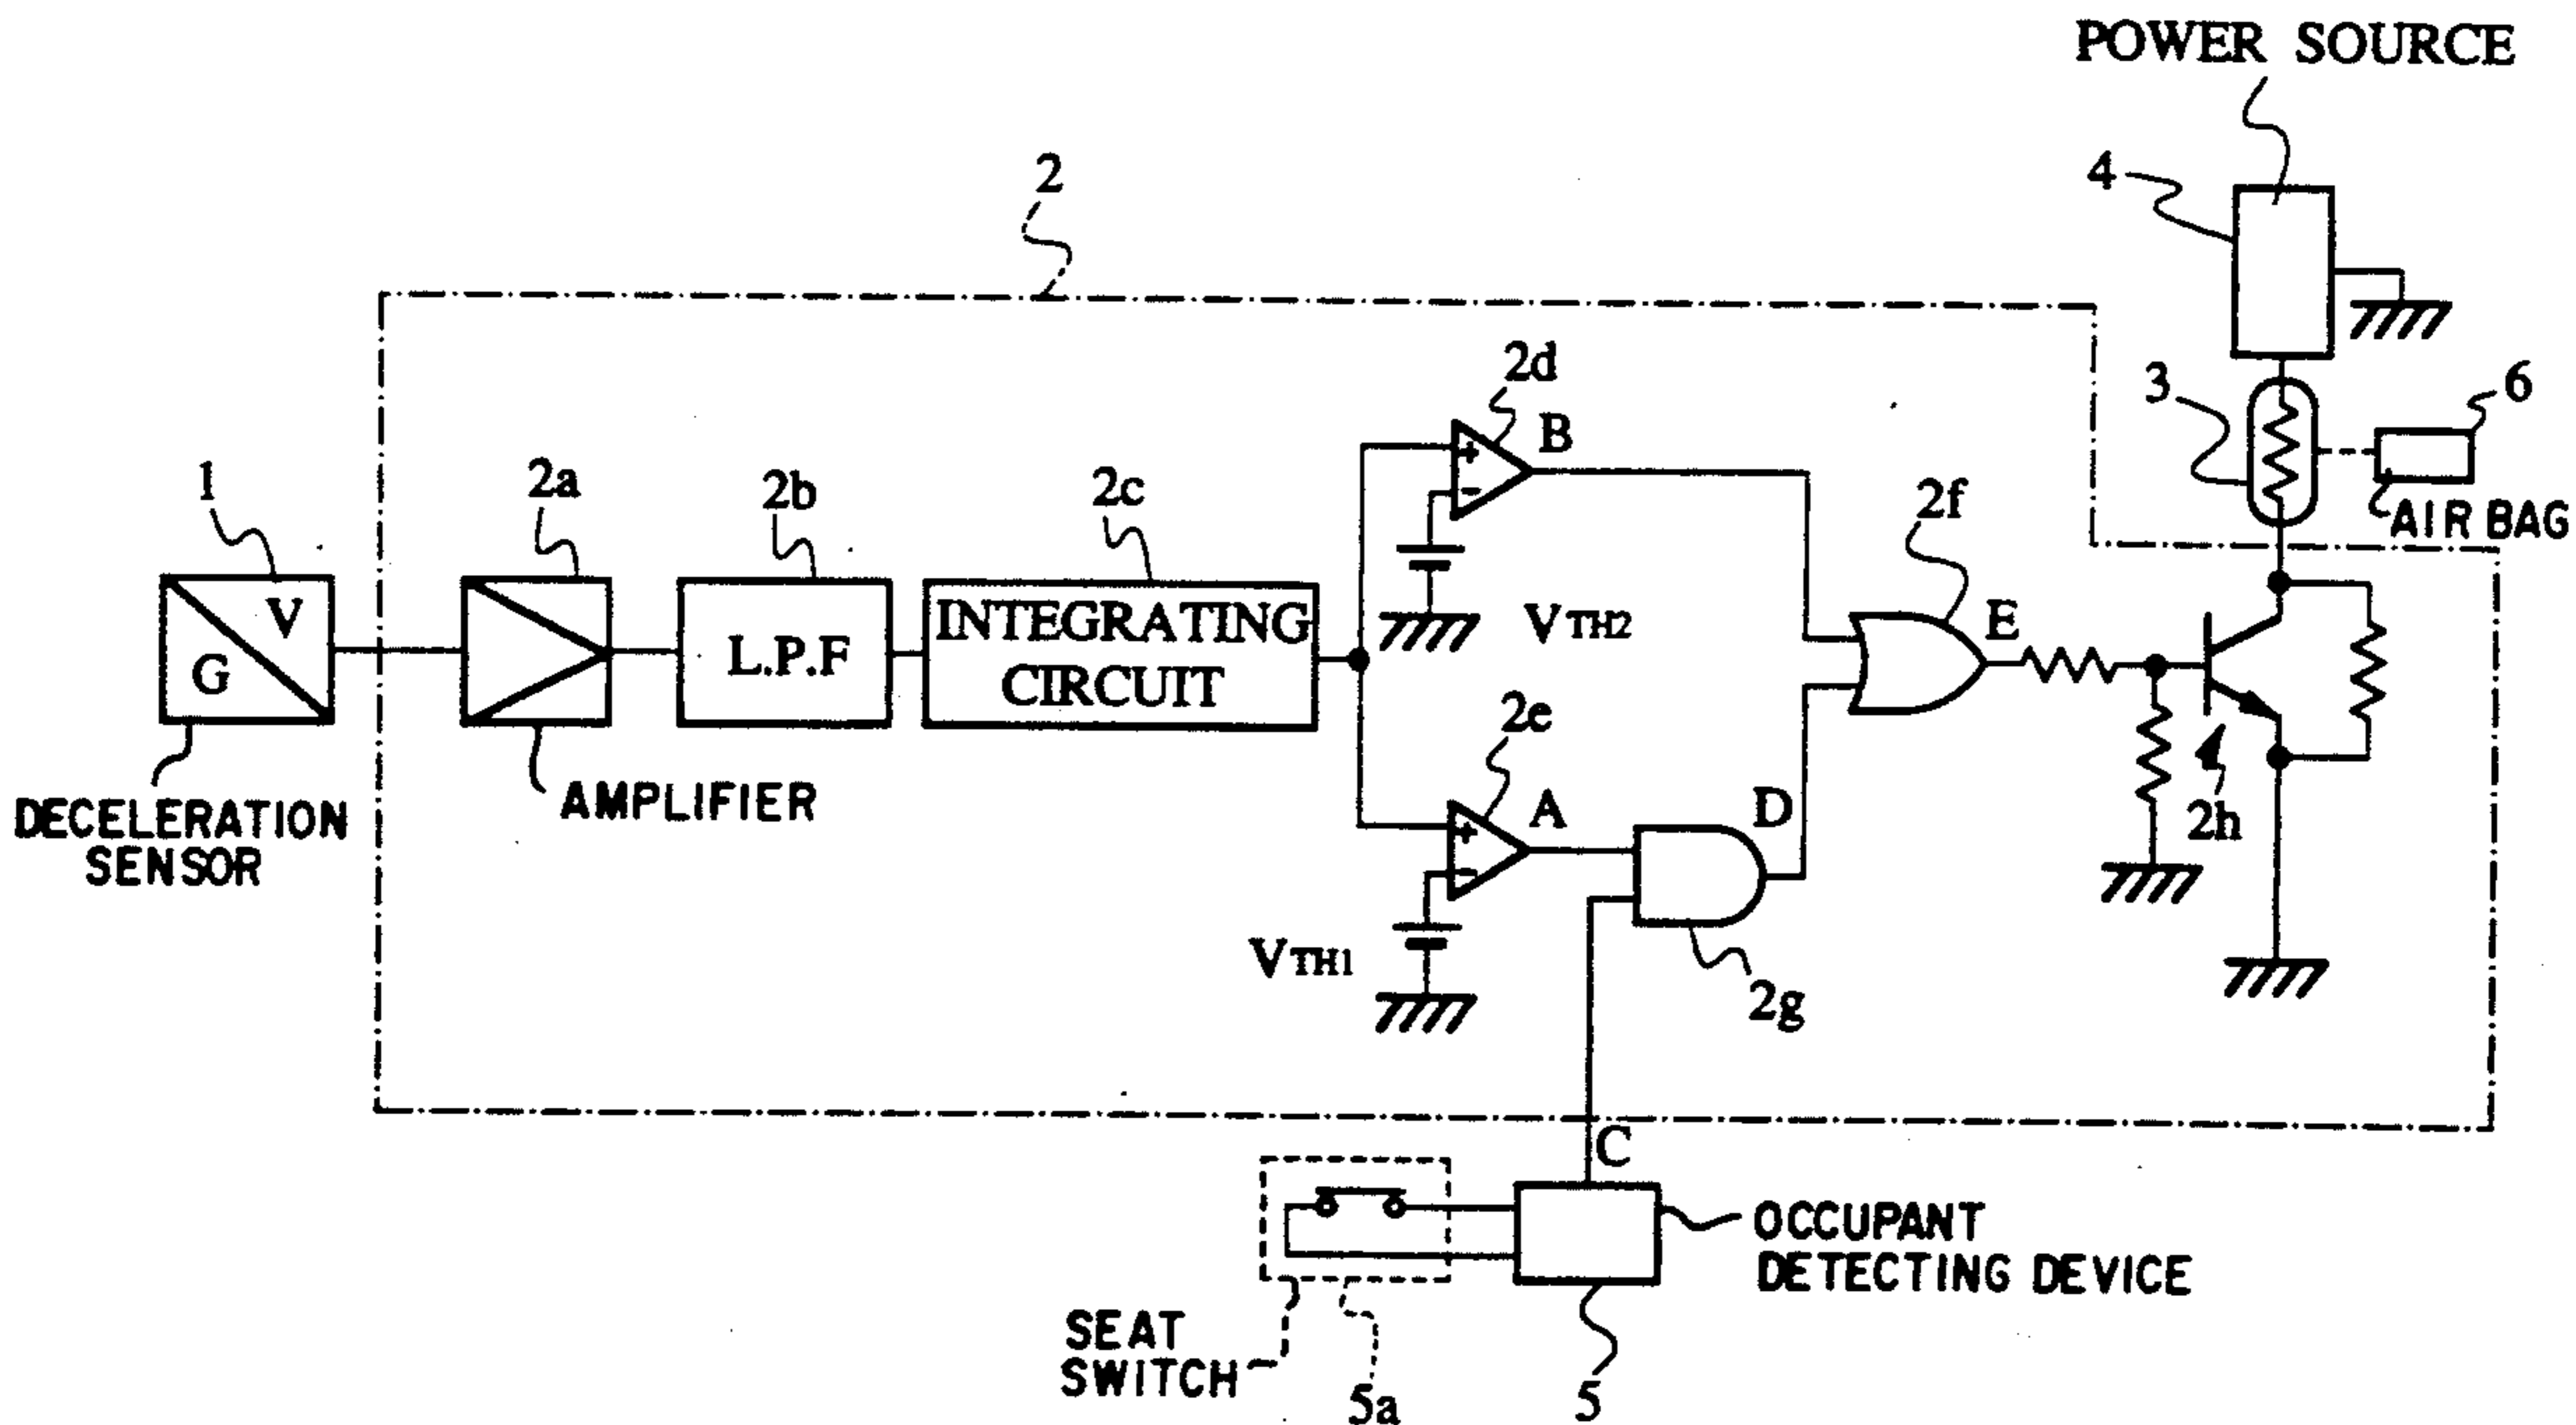 POWER SOURCE
2
4
2d
3
6
B
1
2a
2b
2c
2f
AIR BAG
V
G
L.P.F
INTEGRATING
CIRCUIT
+
-
VTH2
E
2e
DECELERATION
SENSOR
AMPLIFIER
A
D
2h
+
-
VTH1
2g
C
OCCUPANT
DETECTING DEVICE
SEAT
SWITCH
5a
5